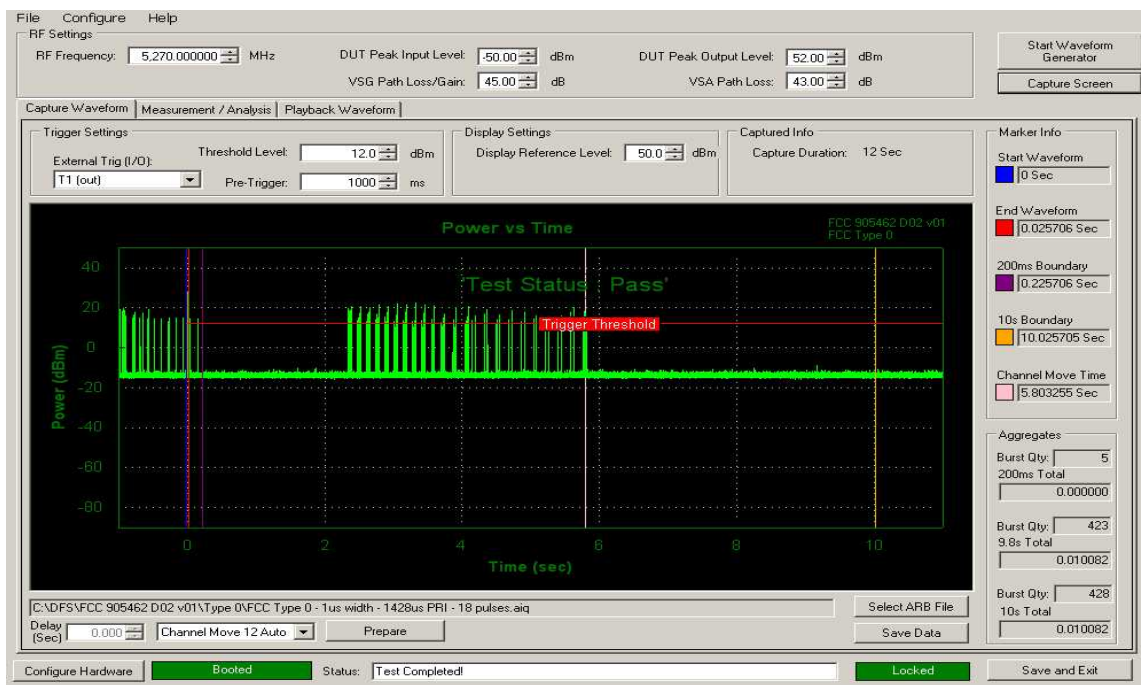 File Configure Help
RF Settings
RF Frequency: 5,270.000000 MHz
DUT Peak Input Level: -50.00 dBm
DUT Peak Output Level: 52.00 dBm
VSG Path Loss/Gain: 45.00 dB
VSA Path Loss: 43.00 dB
Start Waveform Generator
Capture Screen
Capture Waveform Measurement / Analysis Playback Waveform
Trigger Settings
External Trig (I/O):
T1 (out)
Threshold Level: 12.0 dBm
Pre-Trigger: 1000 ms
Display Settings
Display Reference Level: 50.0 dBm
Captured Info
Capture Duration: 12 Sec
Marker Info
Start Waveform
0 Sec
End Waveform
0.025706 Sec
200ms Boundary
0.225706 Sec
10s Boundary
10.025705 Sec
Channel Move Time
5.803255 Sec
Power vs Time
FCC 905462 D02 v01
FCC Type 0
'Test Status : Pass'
Trigger Threshold
Power (dBm)
40
20
0
-20
-40
-60
-80
0 2 4 6 8 10
Time (sec)
Aggregates
Burst Qty: 5
200ms Total
0.000000
Burst Qty: 423
9.8s Total
0.010082
Burst Qty: 428
10s Total
0.010082
C:\DFS\FCC 905462 D02 v01\Type 0\FCC Type 0 - 1us width - 1428us PRI - 18 pulses.aiq
Select ARB File
Delay (Sec) 0.000
Channel Move 12 Auto
Prepare
Save Data
Configure Hardware
Booted
Status: Test Completed!
Locked
Save and Exit